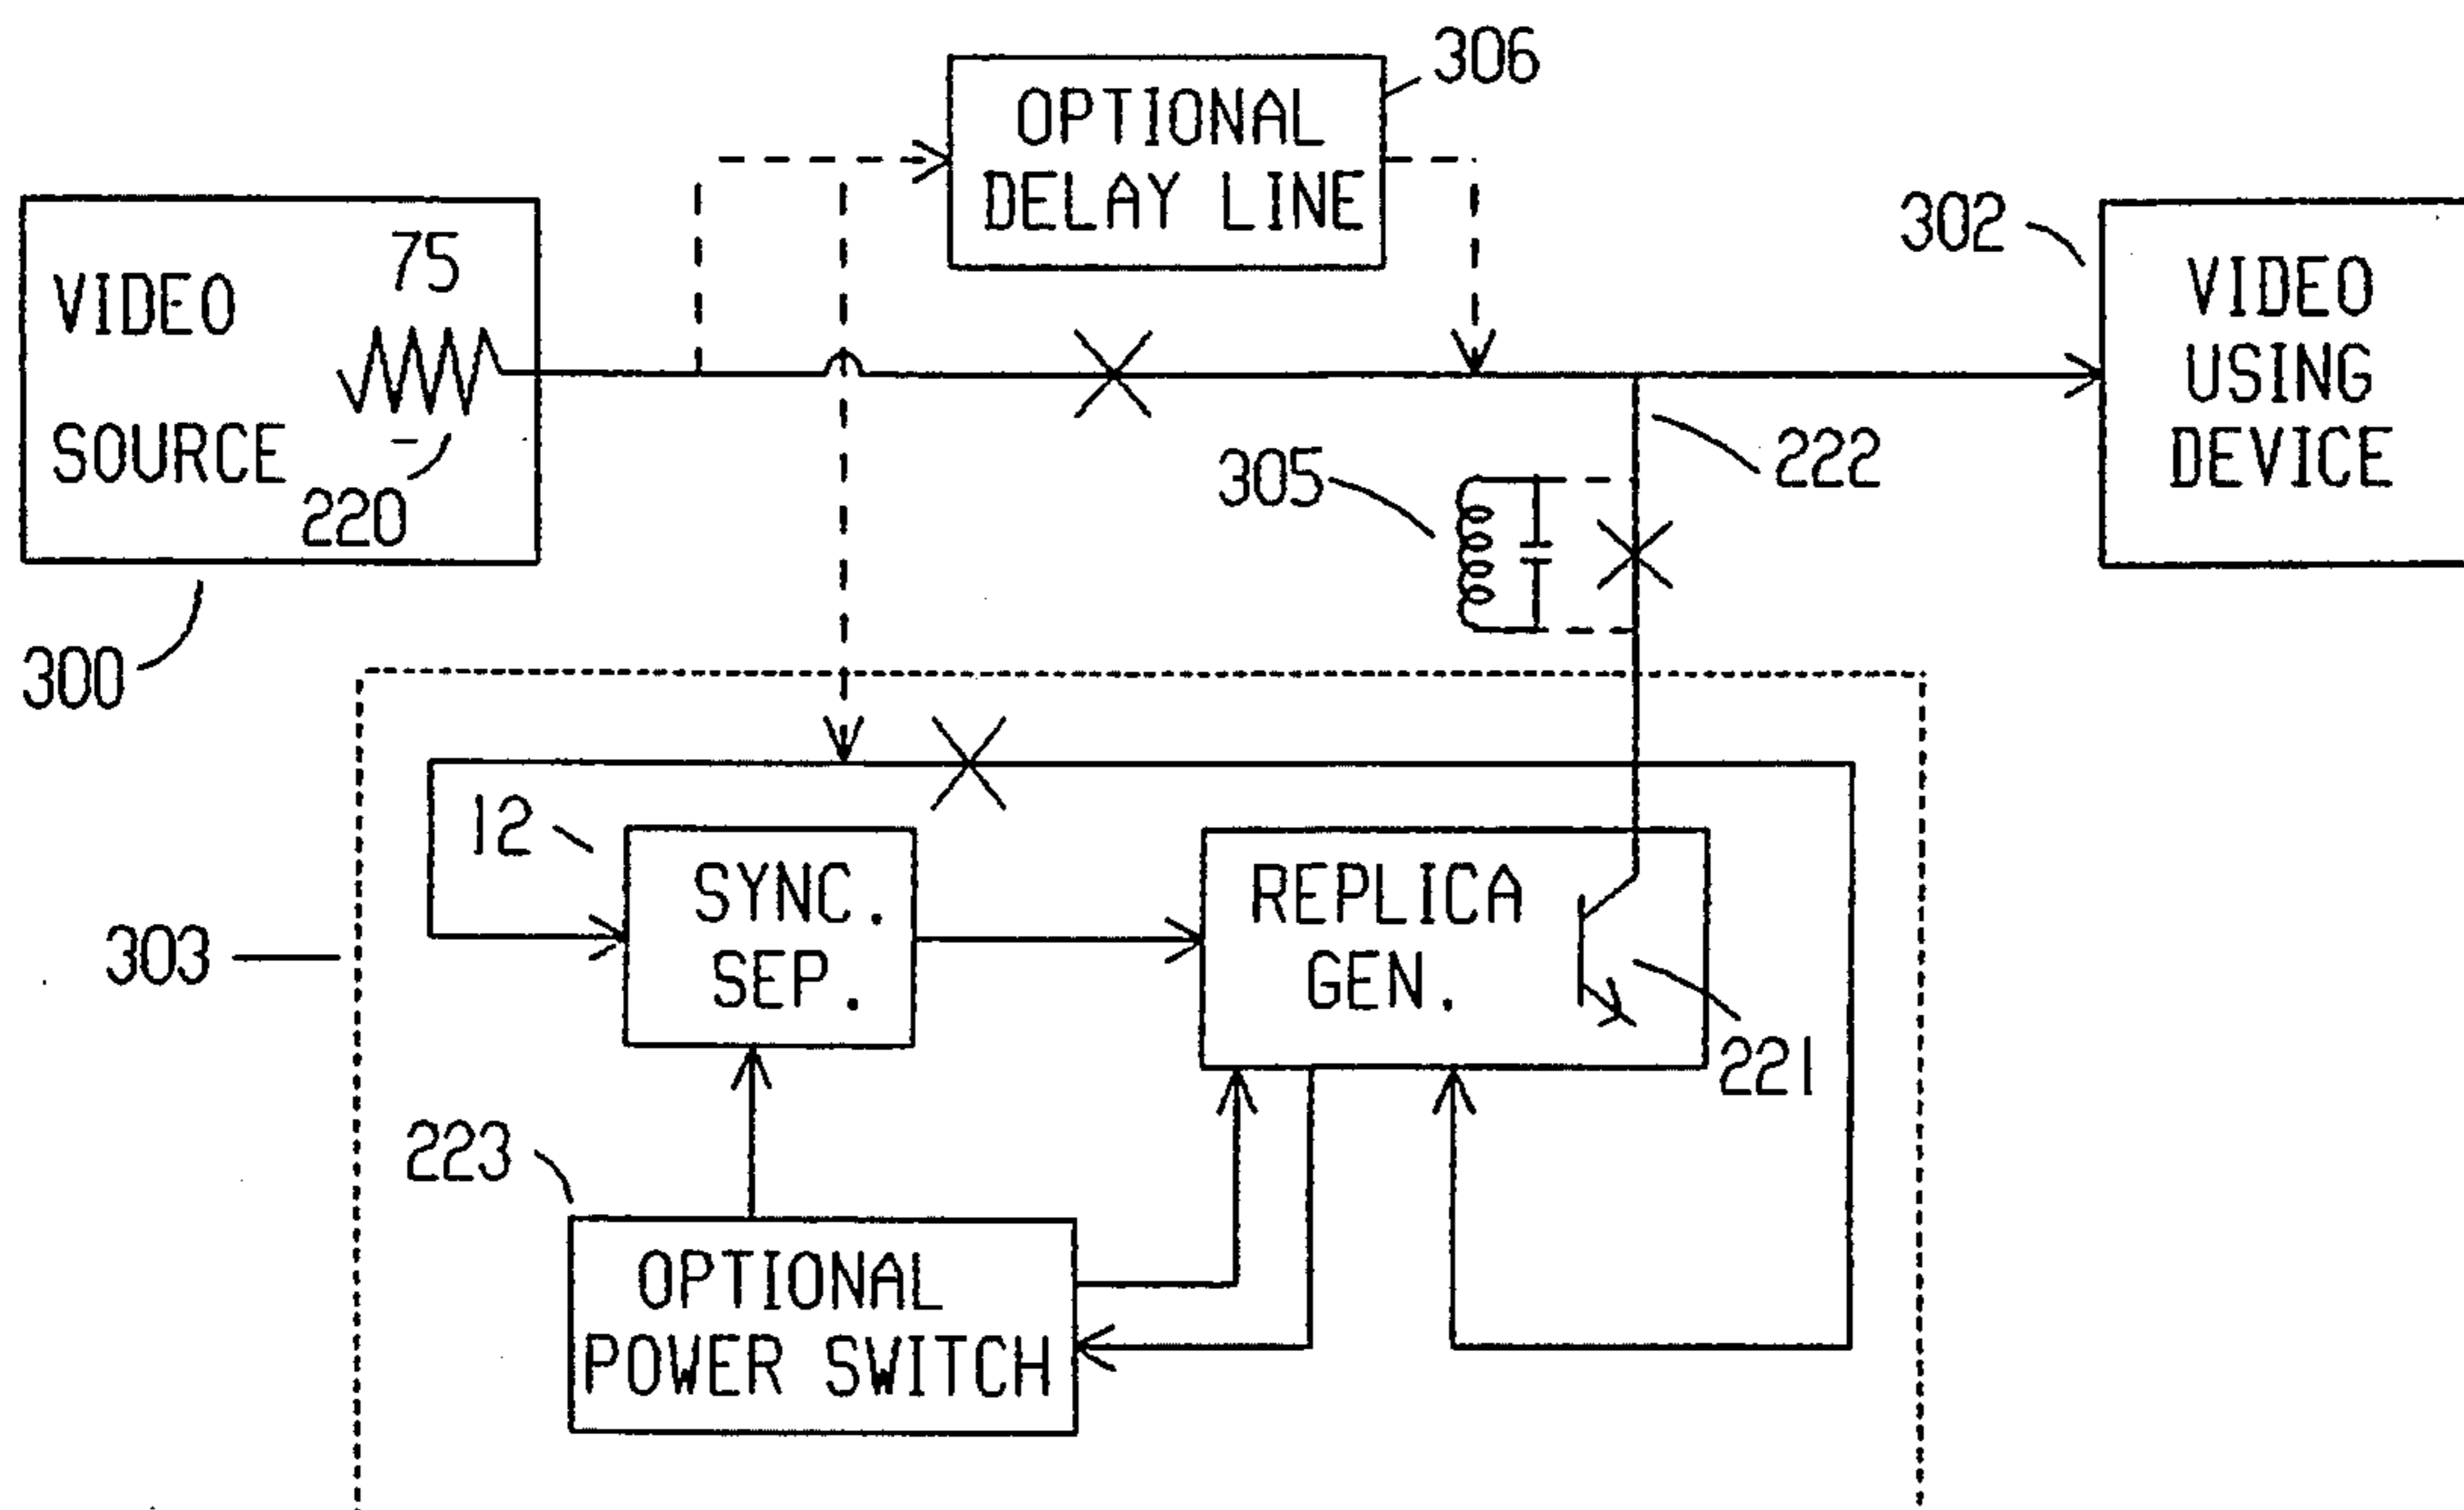 306
OPTIONAL
DELAY LINE
302
VIDEO
SOURCE
75
220
300
VIDEO
USING
DEVICE
305
222
303
12
SYNC.
SEP.
REPLICA
GEN.
221
223
OPTIONAL
POWER SWITCH